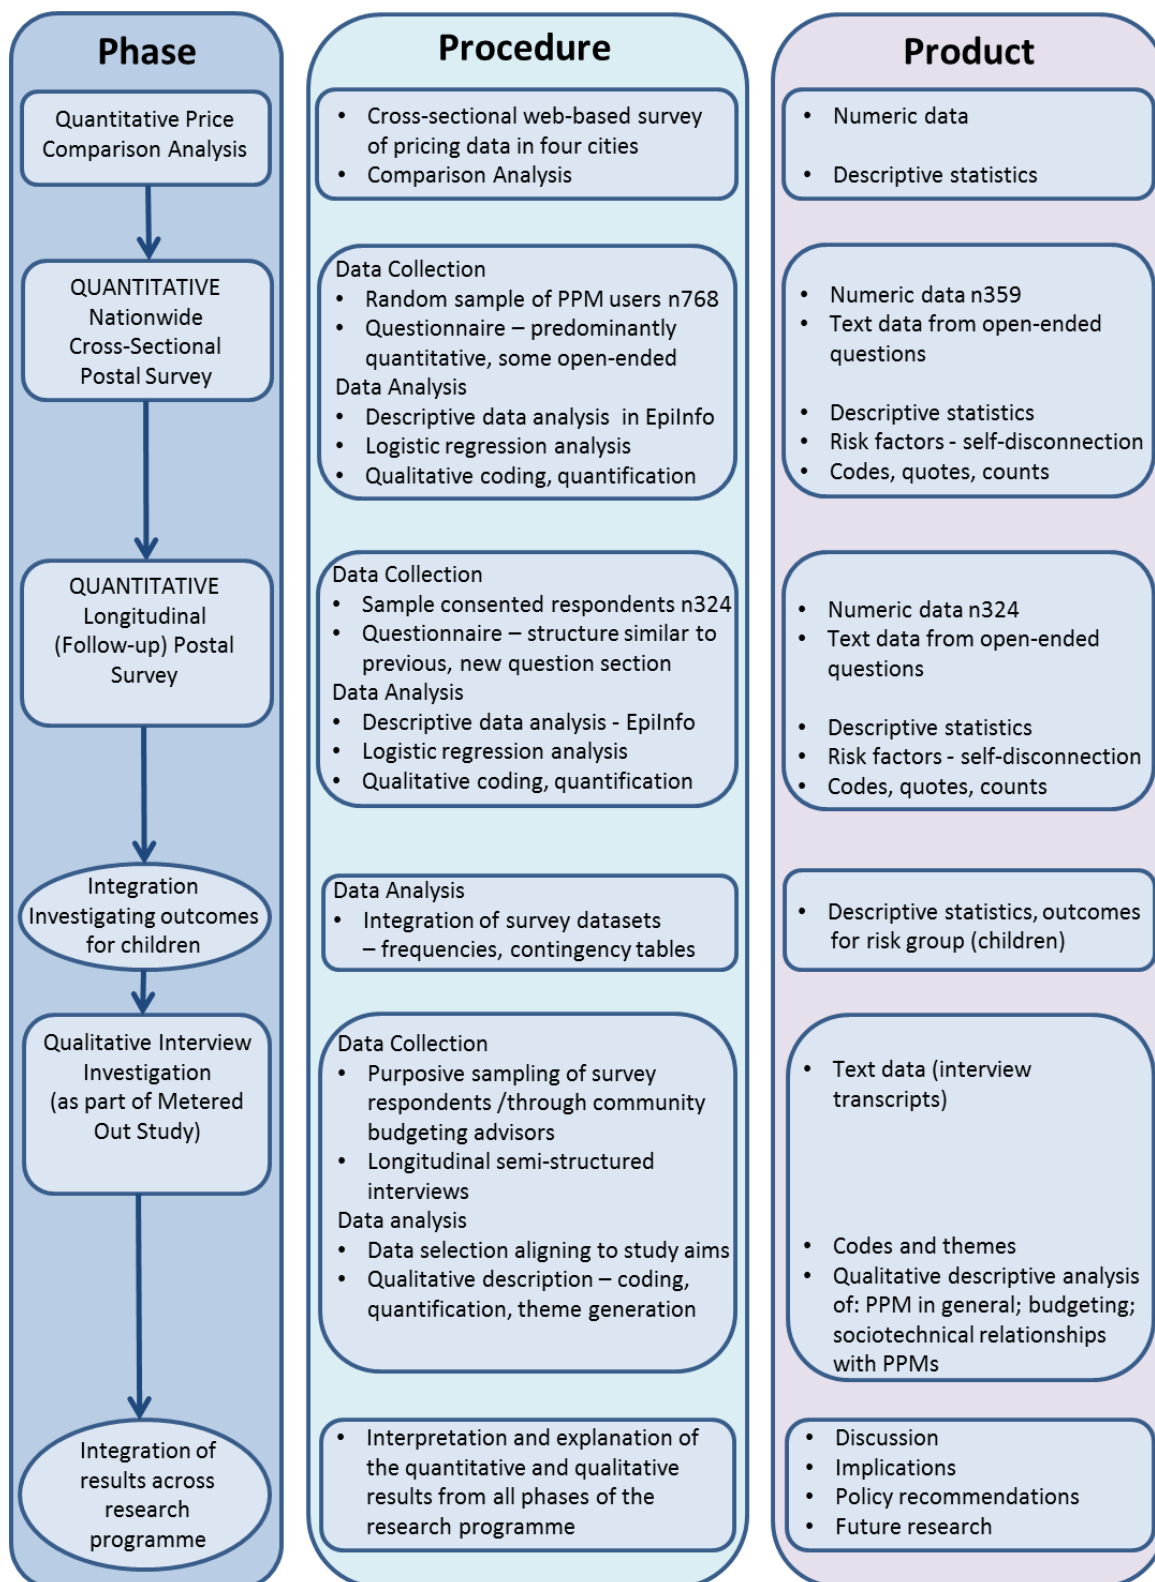 Phase
Quantitative Price
Comparison Analysis
QUANTITATIVE
Nationwide
Cross-Sectional
Postal Survey
QUANTITATIVE
Longitudinal
(Follow-up) Postal
Survey
Integration
Investigating outcomes
for children
Qualitative Interview
Investigation
(as part of Metered
Out Study)
Integration of
results across
research
programme
Procedure
• Cross-sectional web-based survey
of pricing data in four cities
• Comparison Analysis
Data Collection
• Random sample of PPM users n768
• Questionnaire – predominantly
quantitative, some open-ended
Data Analysis
• Descriptive data analysis in EpiInfo
• Logistic regression analysis
• Qualitative coding, quantification
Data Collection
• Sample consented respondents n324
• Questionnaire – structure similar to
previous, new question section
Data Analysis
• Descriptive data analysis - EpiInfo
• Logistic regression analysis
• Qualitative coding, quantification
Data Analysis
• Integration of survey datasets
– frequencies, contingency tables
Data Collection
• Purposive sampling of survey
respondents /through community
budgeting advisors
• Longitudinal semi-structured
interviews
Data analysis
• Data selection aligning to study aims
• Qualitative description – coding,
quantification, theme generation
• Interpretation and explanation of
the quantitative and qualitative
results from all phases of the
research programme
Product
• Numeric data
• Descriptive statistics
• Numeric data n359
• Text data from open-ended
questions
• Descriptive statistics
• Risk factors - self-disconnection
• Codes, quotes, counts
• Numeric data n324
• Text data from open-ended
questions
• Descriptive statistics
• Risk factors - self-disconnection
• Codes, quotes, counts
• Descriptive statistics, outcomes
for risk group (children)
• Text data (interview
transcripts)
• Codes and themes
• Qualitative descriptive analysis
of: PPM in general; budgeting;
sociotechnical relationships
with PPMs
• Discussion
• Implications
• Policy recommendations
• Future research